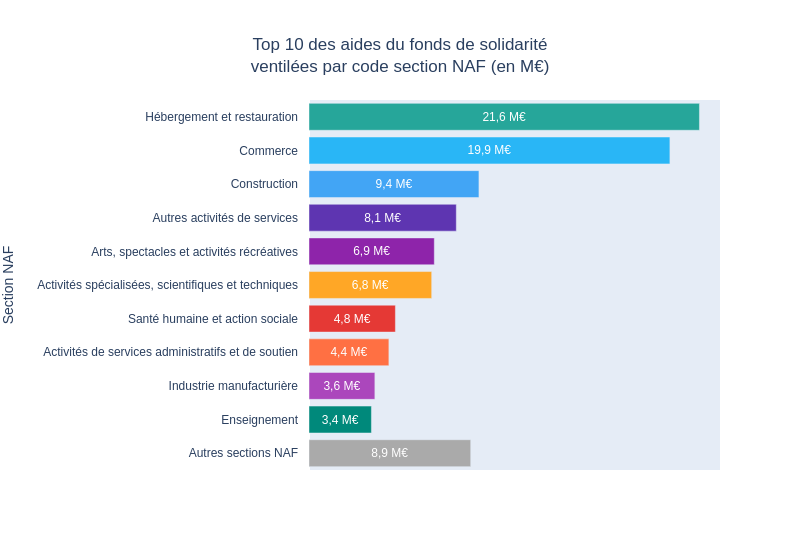 Top 10 des aides du fonds de solidarité
ventilées par code section NAF (en M€)
Section NAF
Hébergement et restauration 21,6 M€
Commerce 19,9 M€
Construction 9,4 M€
Autres activités de services 8,1 M€
Arts, spectacles et activités récréatives 6,9 M€
Activités spécialisées, scientifiques et techniques 6,8 M€
Santé humaine et action sociale 4,8 M€
Activités de services administratifs et de soutien 4,4 M€
Industrie manufacturière 3,6 M€
Enseignement 3,4 M€
Autres sections NAF 8,9 M€